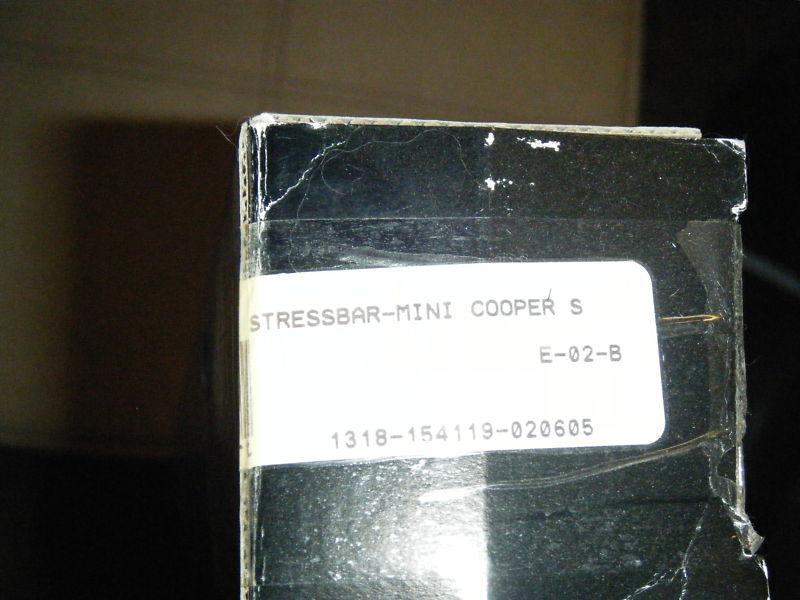 STRESSBAR-MINI COOPER S
E-02-B
1318-154119-020605